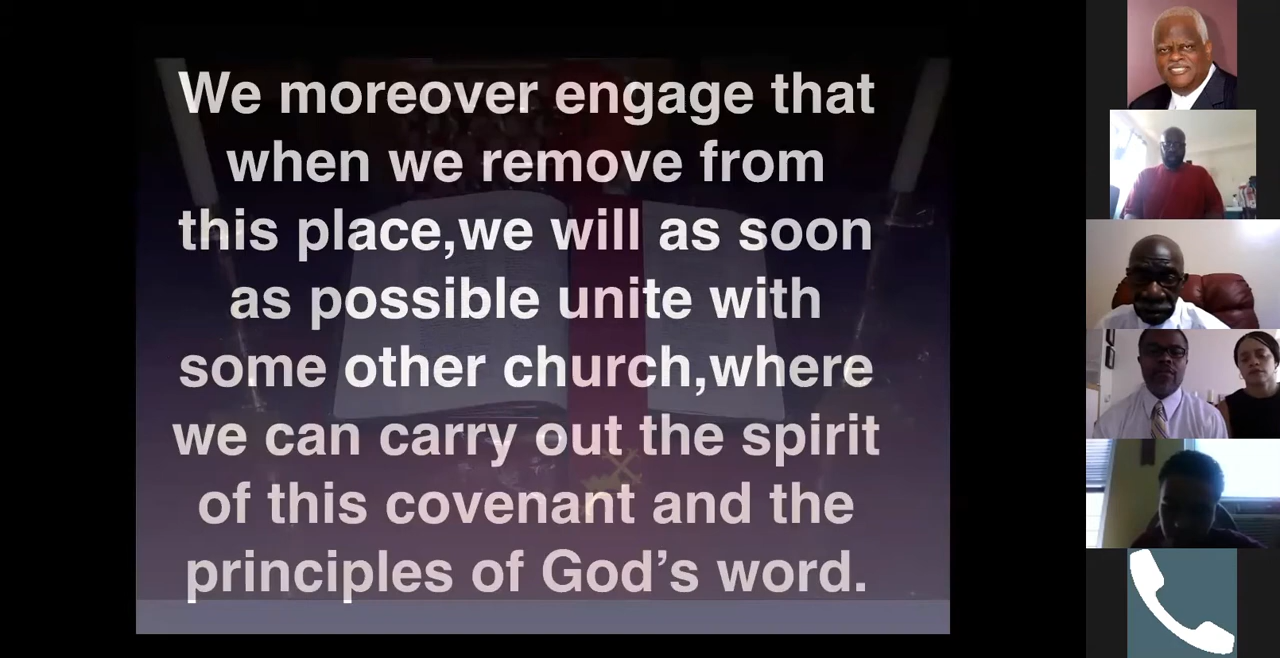 We moreover engage that
when we remove from
this place,we will as soon
as possible unite with
some other church,where
we can carry out the spirit
of this covenant and the
principles of God’s word.